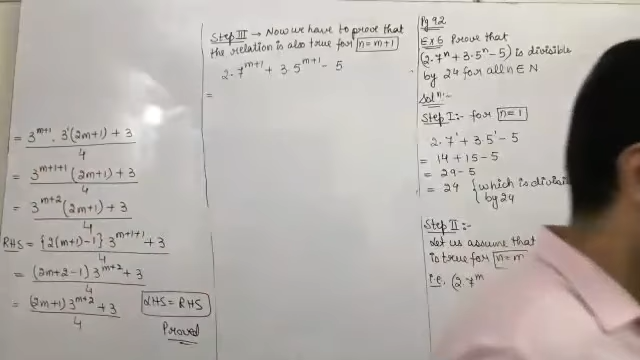 = 3^{m+1} . 3^1(2m+1) + 3
4
= 3^{m+1+1} (2m+1) + 3
4
= 3^{m+2} (2m+1) + 3
4
RHS = {2(m+1)-1} 3^{m+1+1} + 3
4
= (2m+2-1) 3^{m+2} + 3
4
= (2m+1) 3^{m+2} + 3
4
LHS = RHS
Proved
Step III → Now we have to prove that
the relation is also true for n=m+1
2.7^{m+1} + 3.5^{m+1} - 5
=
Pg 92
Ex 6 Prove that
(2.7^n + 3.5^n - 5) is divisible
by 24 for all n ∈ N
Solⁿ:-
Step I:- for n=1
2.7^1 + 3.5^1 - 5
= 14 + 15 - 5
= 29 - 5
= 24 {which is
by 24
Step II:-
Let us assume that
is true for n=m
i.e. (2.7^m